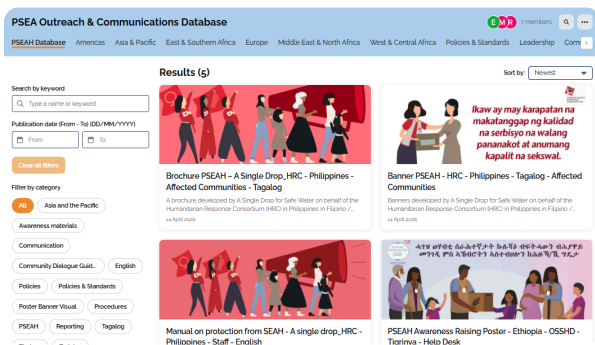 PSEA Outreach & Communications Database
E M R 7 members
PSEAH Database Americas Asia & Pacific East & Southern Africa Europe Middle East & North Africa West & Central Africa Policies & Standards Leadership
Search by keyword
Type a name or keyword
Publication date (From - To) (DD/MM/YYYY)
From
To
Clear all filters
Filter by category
All
Asia and the Pacific
Awareness materials
Communication
Community Dialogue Guid...
English
Policies
Policies & Standards
Poster Banner Visual
Procedures
PSEAH
Reporting
Tagalog
Results (5)
Sort by:
Newest
Brochure PSEAH – A Single Drop_HRC - Philippines -
Affected Communities - Tagalog
A brochure developed by A Single Drop for Safe Water on behalf of the
Humanitarian Response Consortium (HRC) in Philippines in Filipino /..
14 April 2026
Ikaw ay may karapatan na
makatanggap ng kalidad
na serbisyo na walang
pananakot at anumang
kapalit na sekswal.
Banner PSEAH - HRC - Philippines - Tagalog - Affected
Communities
Banners developed by A Single Drop for Safe Water on behalf of the
Humanitarian Response Consortium (HRC) in Philippines in Filipino /..
14 April 2026
Manual on protection from SEAH - A single drop_HRC -
Philippines - Staff - English
PSEAH Awareness Raising Poster - Ethiopia - OSSHD -
Tigrinya - Help Desk